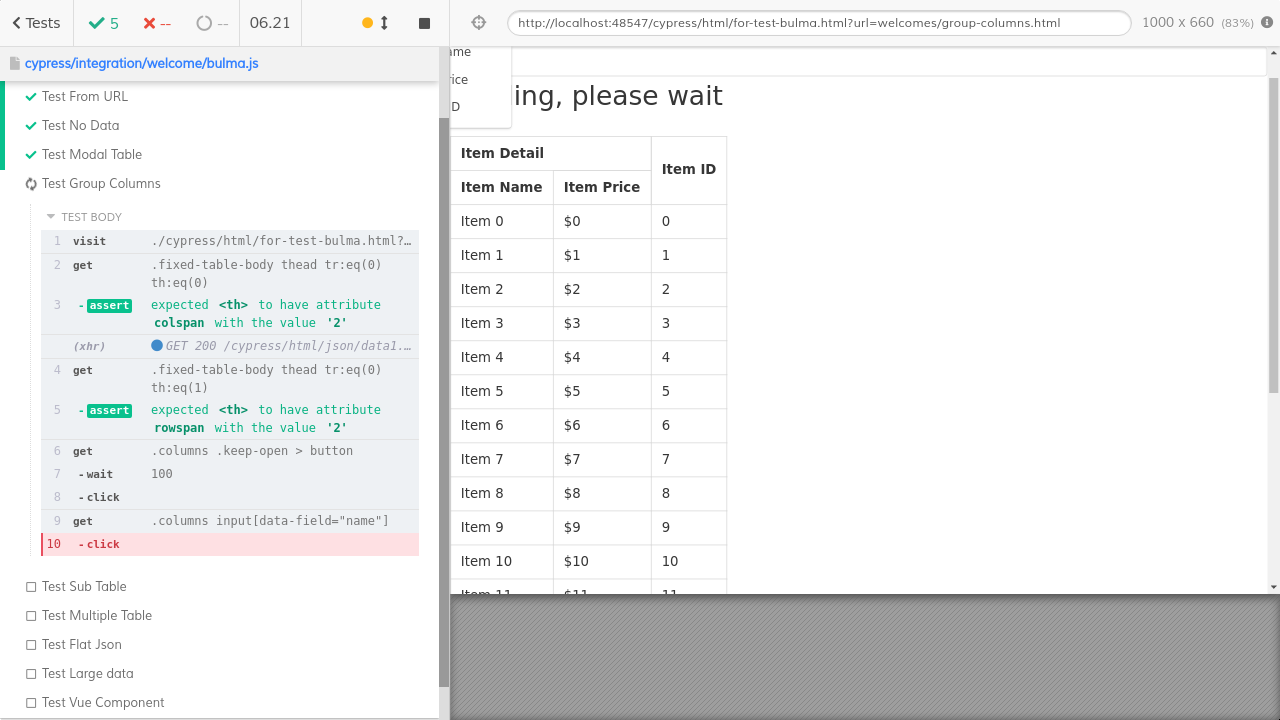 Tests
5
--
--
06.21
http://localhost:48547/cypress/html/for-test-bulma.html?url=welcomes/group-columns.html
1000 x 660 (83%)
cypress/integration/welcome/bulma.js
Test From URL
Test No Data
Test Modal Table
Test Group Columns
TEST BODY
1 visit ./cypress/html/for-test-bulma.html?…
2 get .fixed-table-body thead tr:eq(0)
th:eq(0)
3 - assert expected <th> to have attribute
colspan with the value '2'
(xhr) GET 200 /cypress/html/json/data1.…
4 get .fixed-table-body thead tr:eq(0)
th:eq(1)
5 - assert expected <th> to have attribute
rowspan with the value '2'
6 get .columns .keep-open > button
7 - wait 100
8 - click
9 get .columns input[data-field="name"]
10 - click
Test Sub Table
Test Multiple Table
Test Flat Json
Test Large data
Test Vue Component
ame
rice
D
ing, please wait
Item Detail
Item ID
Item Name Item Price
Item 0 $0 0
Item 1 $1 1
Item 2 $2 2
Item 3 $3 3
Item 4 $4 4
Item 5 $5 5
Item 6 $6 6
Item 7 $7 7
Item 8 $8 8
Item 9 $9 9
Item 10 $10 10
Item 11 $11 11